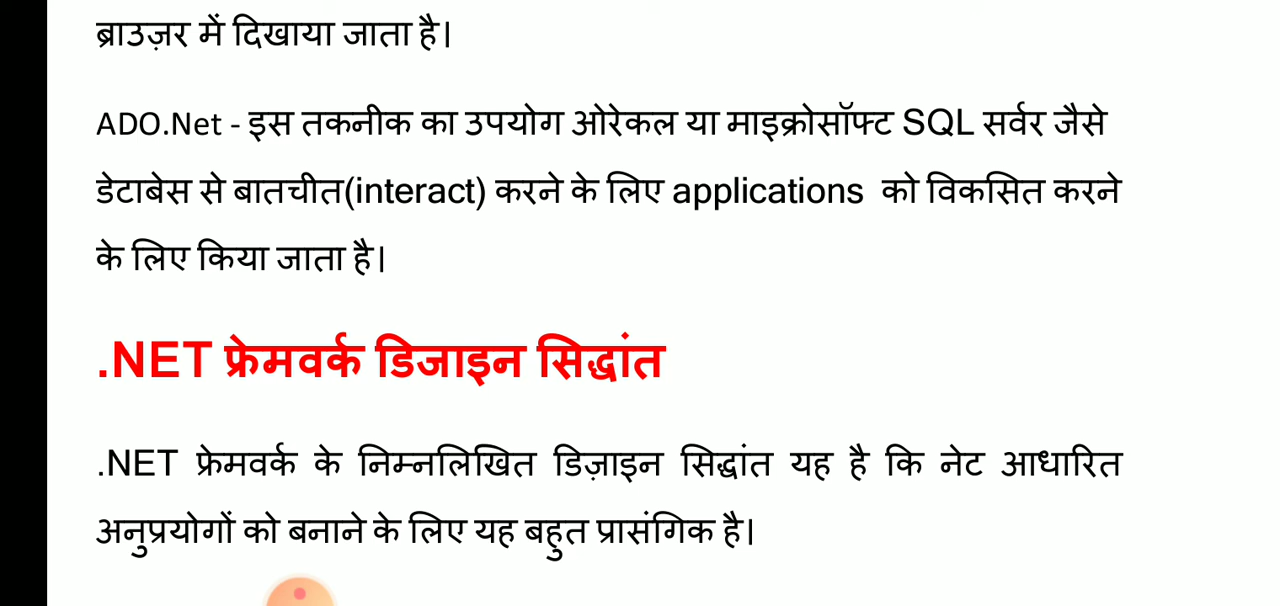 ब्राउज़र में दिखाया जाता है।
ADO.Net - इस तकनीक का उपयोग ओरेकल या माइक्रोसॉफ्ट SQL सर्वर जैसे
डेटाबेस से बातचीत(interact) करने के लिए applications को विकसित करने
के लिए किया जाता है।
.NET फ्रेमवर्क डिजाइन सिद्धांत
.NET फ्रेमवर्क के निम्नलिखित डिज़ाइन सिद्धांत यह है कि नेट आधारित
अनुप्रयोगों को बनाने के लिए यह बहुत प्रासंगिक है।